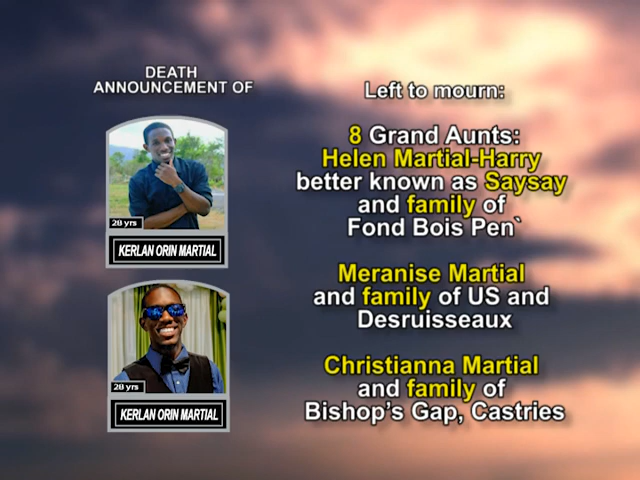 DEATH
ANNOUNCEMENT OF
28 yrs
KERLAN ORIN MARTIAL
28 yrs
KERLAN ORIN MARTIAL
Left to mourn:
8 Grand Aunts:
Helen Martial-Harry
better known as Saysay
and family of
Fond Bois Pen`
Meranise Martial
and family of US and
Desruisseaux
Christianna Martial
and family of
Bishop's Gap, Castries